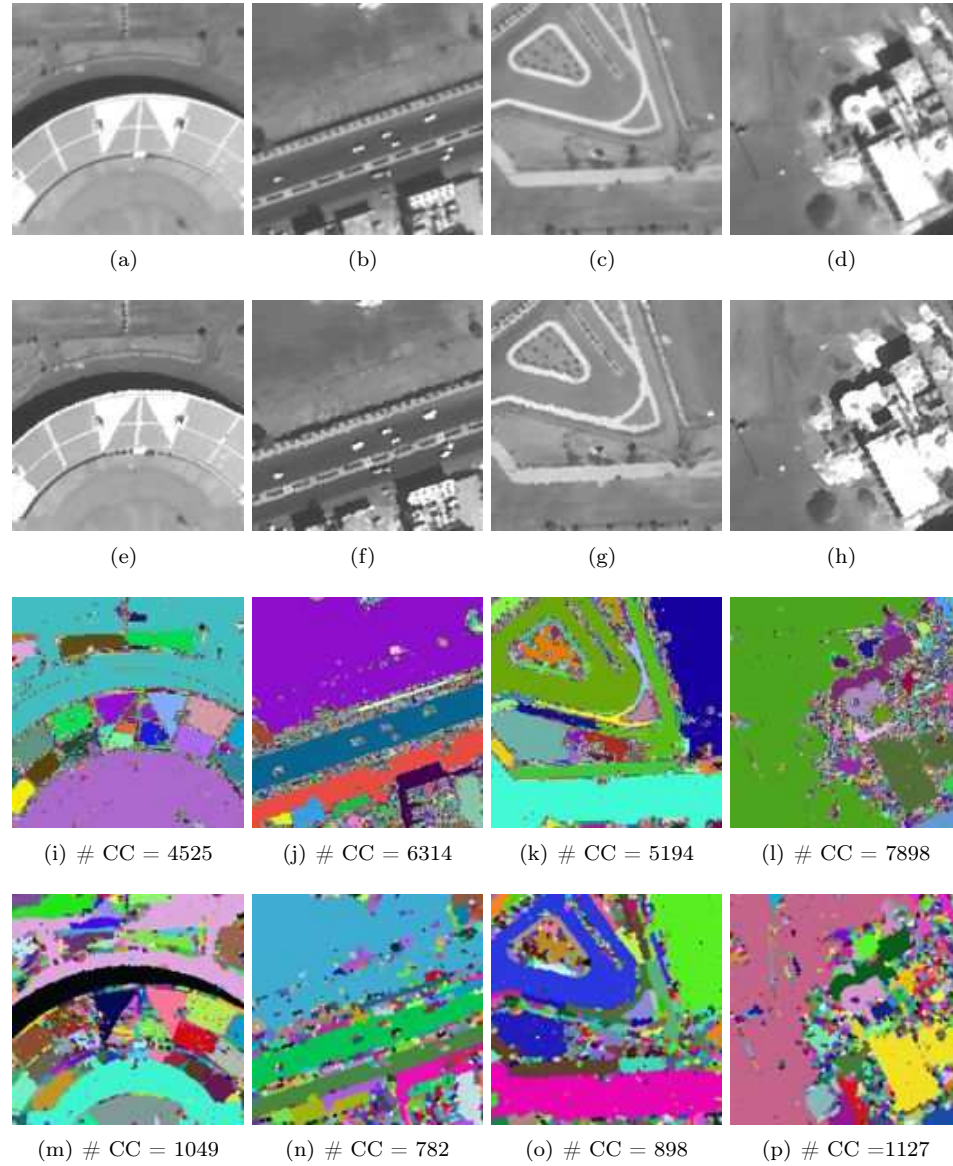 (a) (b) (c) (d)
(e) (f) (g) (h)
(i) # CC = 4525 (j) # CC = 6314 (k) # CC = 5194 (l) # CC = 7898
(m) # CC = 1049 (n) # CC = 782 (o) # CC = 898 (p) # CC =1127